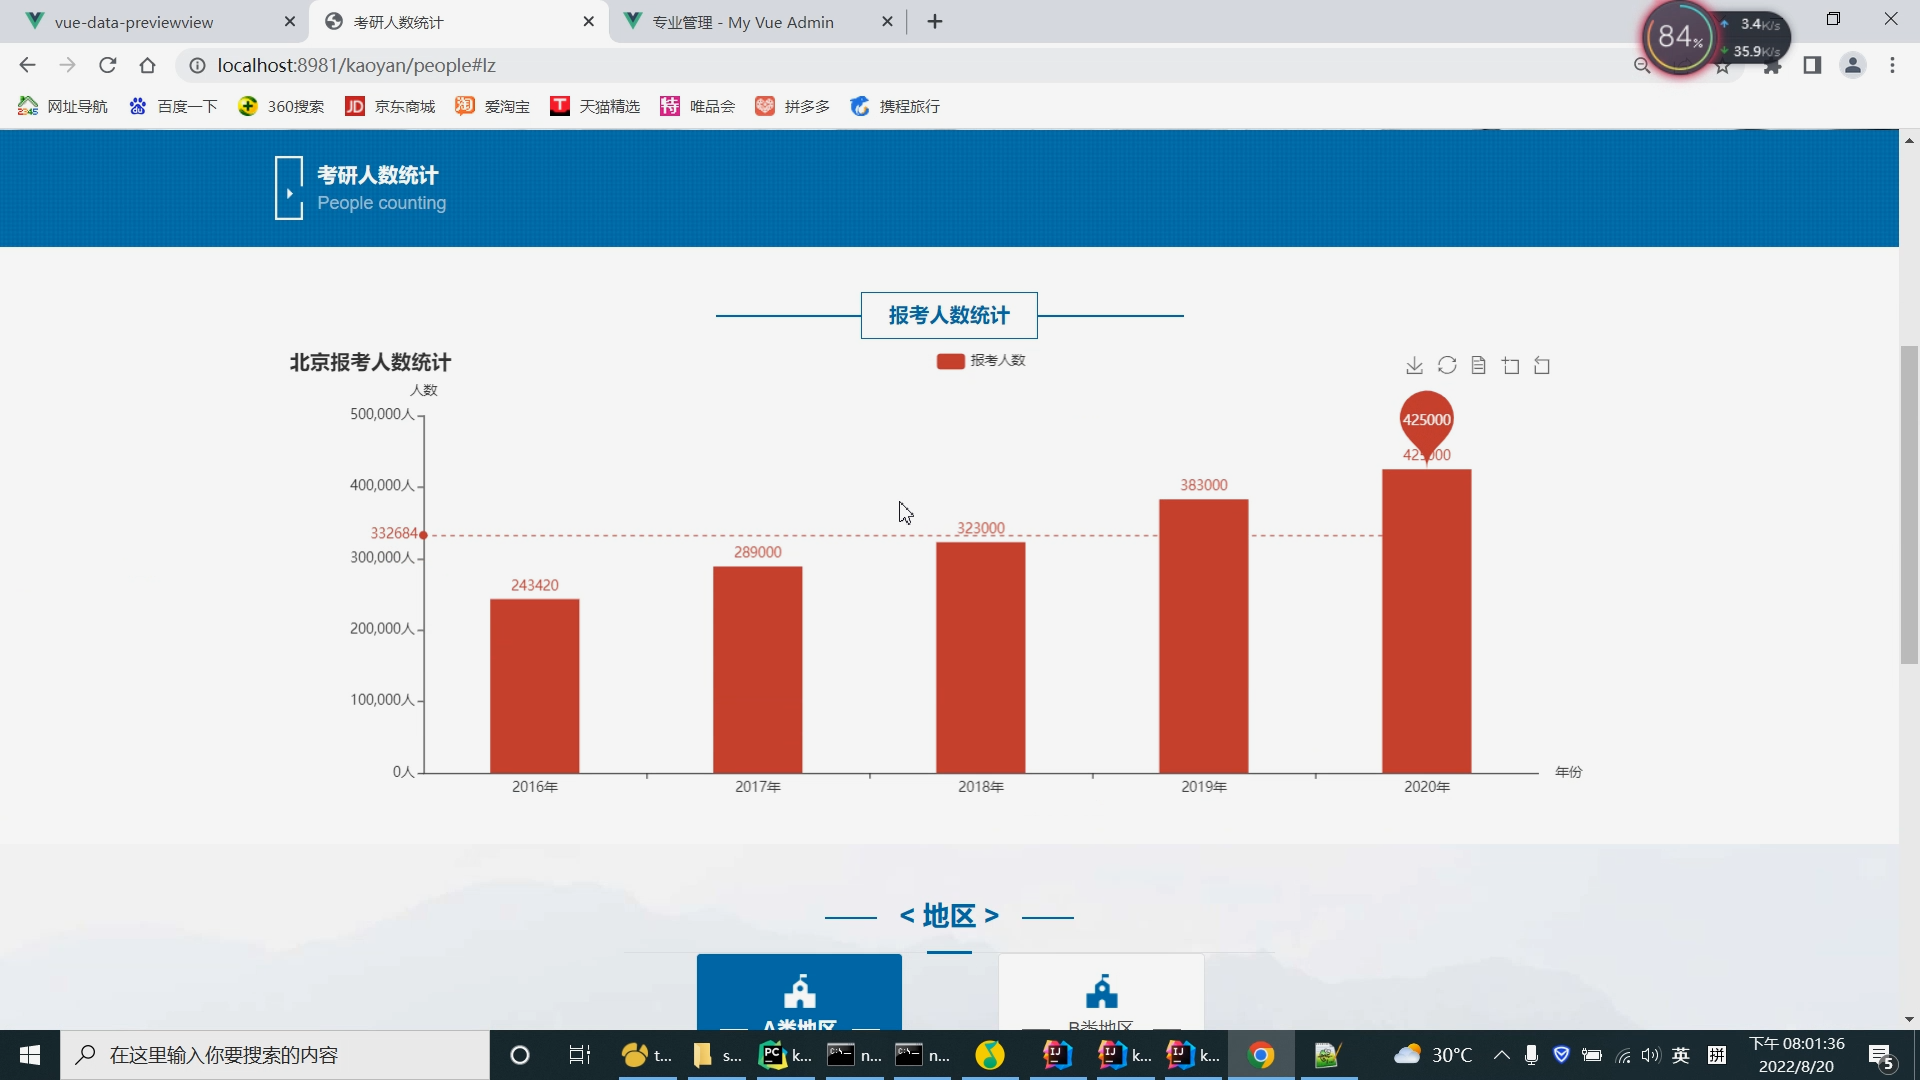 vue-data-previewview
考研人数统计
专业管理 - My Vue Admin
84%
3.4K/s
35.9K/s
localhost:8981/kaoyan/people#lz
网址导航
百度一下
360搜索
JD 京东商城
淘 爱淘宝
T 天猫精选
特 唯品会
拼多多
携程旅行
考研人数统计
People counting
报考人数统计
北京报考人数统计
报考人数
人数
500,000人
400,000人
332684
300,000人
200,000人
100,000人
0人
243420
289000
323000
383000
425000
2016年
2017年
2018年
2019年
2020年
年份
< 地区 >
A类地区
B类地区
在这里输入你要搜索的内容
t...
s...
PC k...
n...
n...
IJ
IJ k...
IJ k...
30°C
英
拼
下午 08:01:36
2022/8/20
5